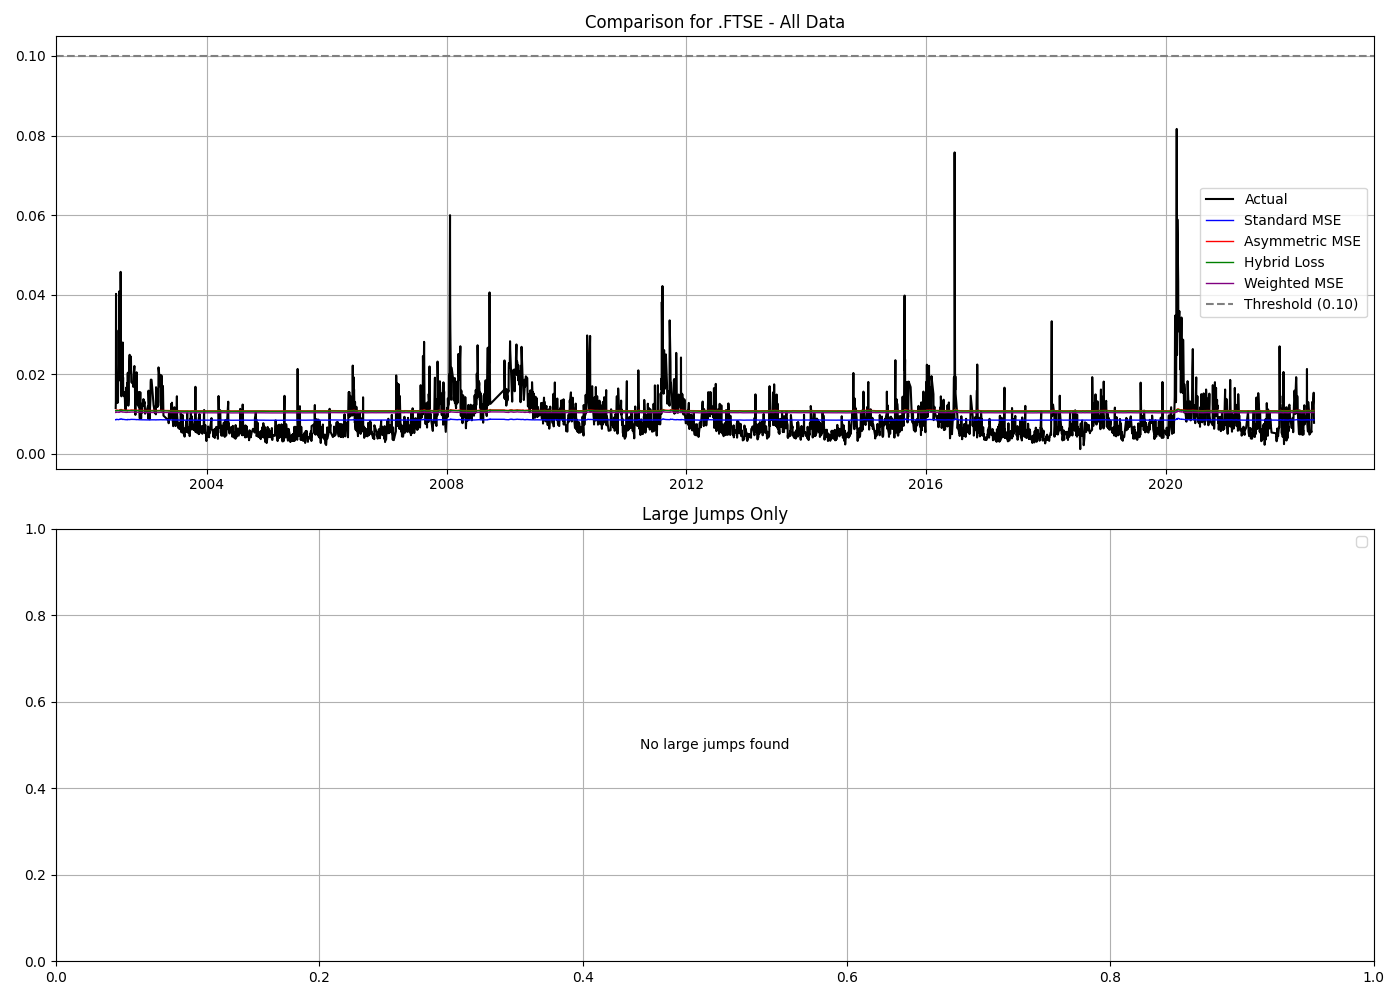 Comparison for .FTSE - All Data
0.10
0.08
0.06
0.04
0.02
0.00
Actual
Standard MSE
Asymmetric MSE
Hybrid Loss
Weighted MSE
Threshold (0.10)
2004 2008 2012 2016 2020
Large Jumps Only
1.0
0.8
0.6
0.4
0.2
0.0
No large jumps found
0.0 0.2 0.4 0.6 0.8 1.0